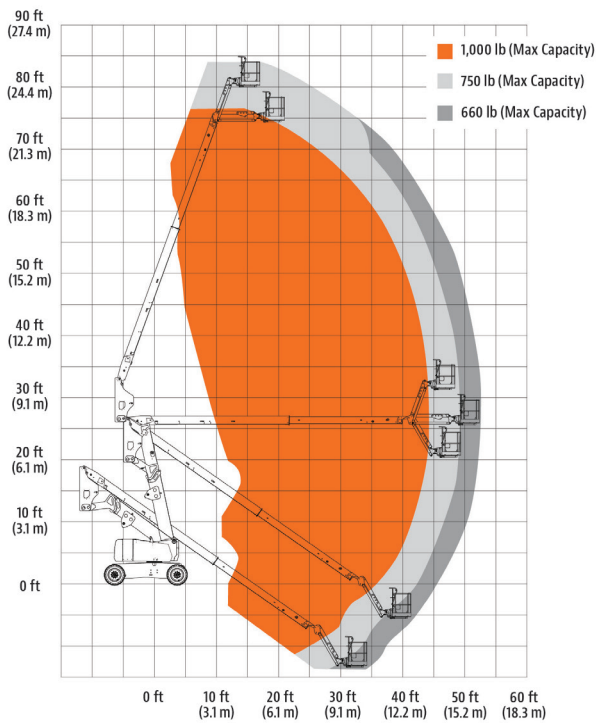 90 ft
(27.4 m)
80 ft
(24.4 m)
70 ft
(21.3 m)
60 ft
(18.3 m)
50 ft
(15.2 m)
40 ft
(12.2 m)
30 ft
(9.1 m)
20 ft
(6.1 m)
10 ft
(3.1 m)
0 ft
1,000 lb (Max Capacity)
750 lb (Max Capacity)
660 lb (Max Capacity)
0 ft 10 ft 20 ft 30 ft 40 ft 50 ft 60 ft
(3.1 m) (6.1 m) (9.1 m) (12.2 m) (15.2 m) (18.3 m)